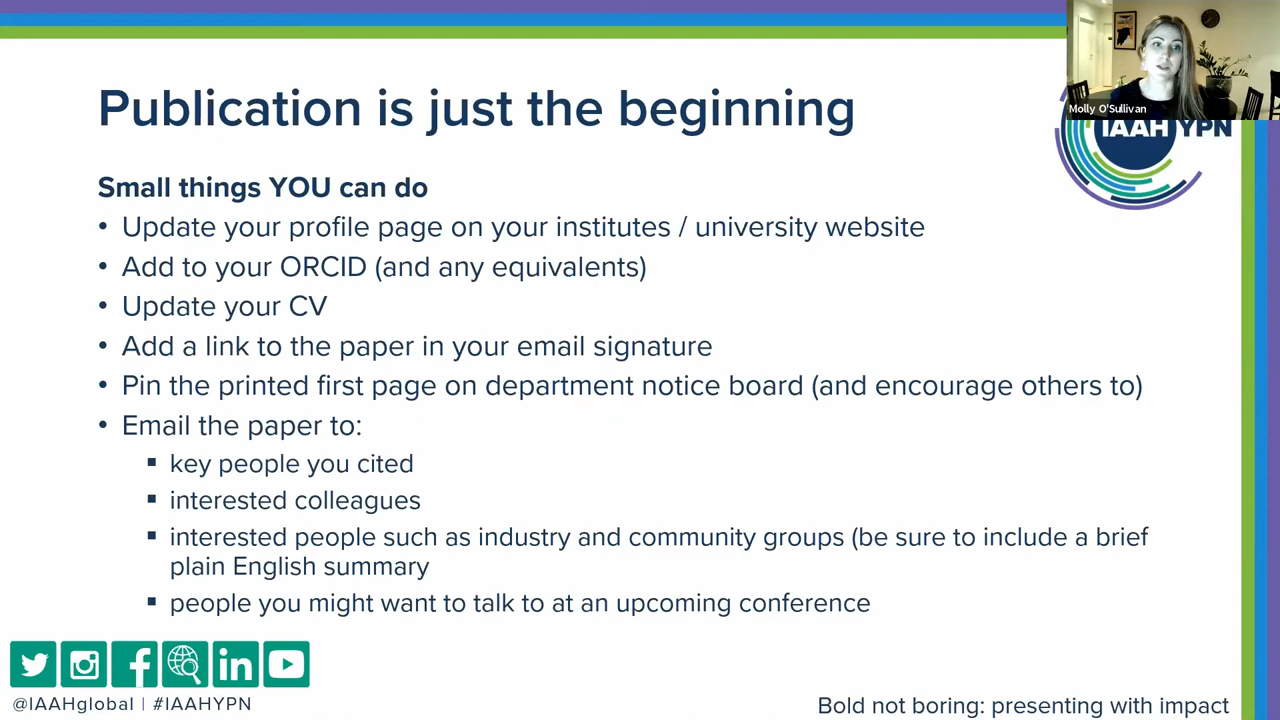 Publication is just the beginning
Molly O'Sullivan
IAAH YPN
Small things YOU can do
• Update your profile page on your institutes / university website
• Add to your ORCID (and any equivalents)
• Update your CV
• Add a link to the paper in your email signature
• Pin the printed first page on department notice board (and encourage others to)
• Email the paper to:
▪ key people you cited
▪ interested colleagues
▪ interested people such as industry and community groups (be sure to include a brief
plain English summary
▪ people you might want to talk to at an upcoming conference
@IAAHglobal | #IAAHYPN
Bold not boring: presenting with impact